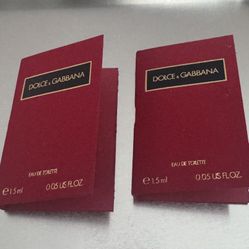 DOLCE & GABBANA
EAU DE TOILETTE
℮ 1.5 ml 0.05 US FL.OZ.
DOLCE & GABBANA
EAU DE TOILETTE
℮ 1.5 ml 0.05 US FL.OZ.